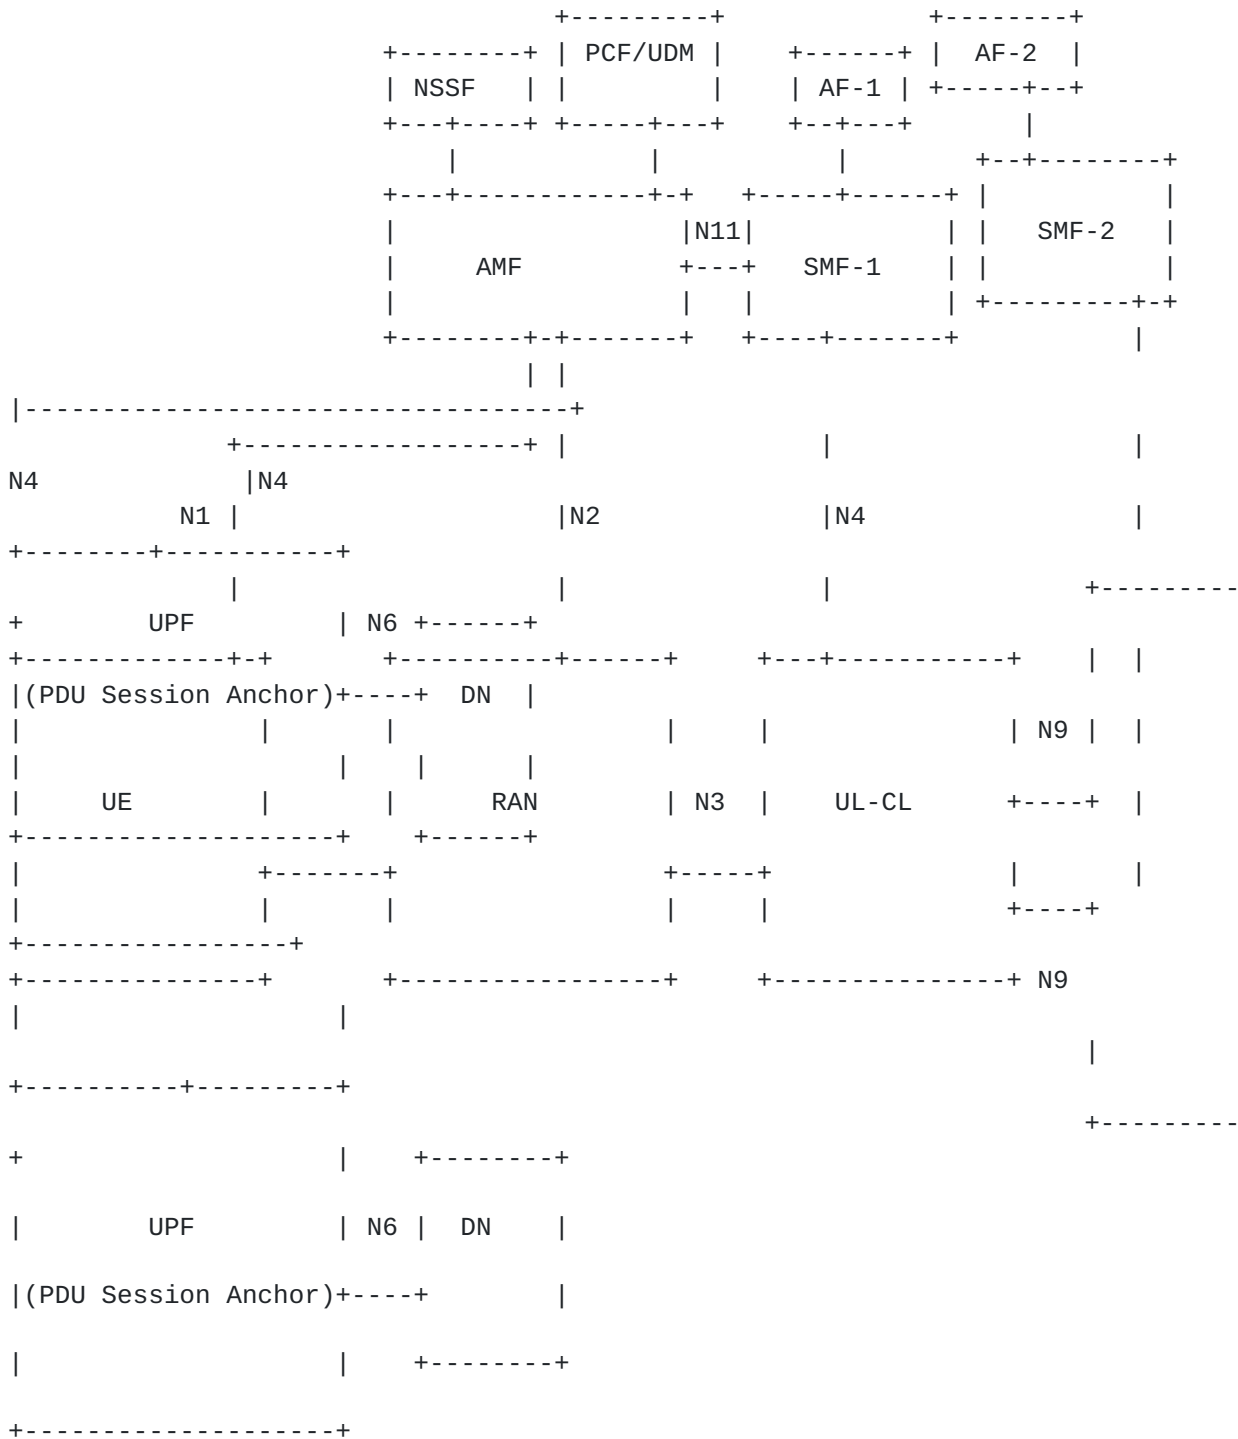 +---------+             +--------+
                        +--------+ | PCF/UDM |    +------+ |  AF-2  |
                        | NSSF   | |         |    | AF-1 | +-----+--+
                        +---+----+ +-----+---+    +--+---+       |
                            |            |           |        +--+--------+
                        +---+------------+-+   +-----+------+ |           |
                        |                  |N11|            | |   SMF-2   |
                        |     AMF          +---+   SMF-1    | |           |
                        |                  |   |            | +---------+-+
                        +--------+-+-------+   +----+-------+           |
                                 | |
|-----------------------------------+
              +------------------+ |                |                   |
N4             |N4
           N1 |                    |N2              |N4                 |
+--------+-----------+
              |                    |                |                +---------
+        UPF         | N6 +------+
+-------------+-+       +----------+------+     +---+-----------+    |  |
|(PDU Session Anchor)+----+  DN  |
|               |       |                 |     |               | N9 |  |
|                    |    |      |
|     UE        |       |      RAN        | N3  |    UL-CL      +----+  |
+--------------------+    +------+
|               +-------+                 +-----+               |       |
|               |       |                 |     |               +----+
+-----------------+
+---------------+       +-----------------+     +---------------+ N9
|                    |
                                                                     |
+----------+---------+
                                                                     +---------
+                    |    +--------+
|        UPF         | N6 |  DN    |
|(PDU Session Anchor)+----+        |
|                    |    +--------+
+--------------------+